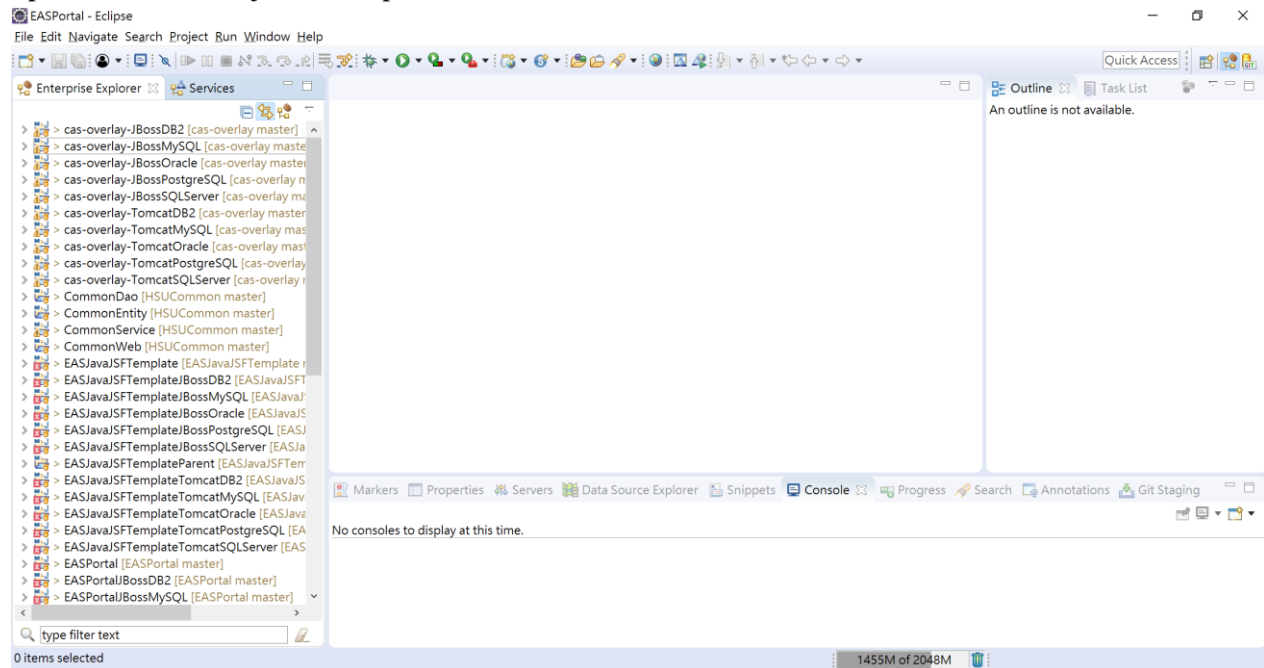 EASPortal - Eclipse
File Edit Navigate Search Project Run Window Help
Quick Access
Enterprise Explorer Services
> cas-overlay-JBossDB2 [cas-overlay master]
> cas-overlay-JBossMySQL [cas-overlay maste
> cas-overlay-JBossOracle [cas-overlay master
> cas-overlay-JBossPostgreSQL [cas-overlay m
> cas-overlay-JBossSQLServer [cas-overlay ma
> cas-overlay-TomcatDB2 [cas-overlay master
> cas-overlay-TomcatMySQL [cas-overlay mas
> cas-overlay-TomcatOracle [cas-overlay mast
> cas-overlay-TomcatPostgreSQL [cas-overlay
> cas-overlay-TomcatSQLServer [cas-overlay r
> CommonDao [HSUCommon master]
> CommonEntity [HSUCommon master]
> CommonService [HSUCommon master]
> CommonWeb [HSUCommon master]
> EASJavaJSFTemplate [EASJavaJSFTemplate r
> EASJavaJSFTemplateJBossDB2 [EASJavaJSFT
> EASJavaJSFTemplateJBossMySQL [EASJavaJ
> EASJavaJSFTemplateJBossOracle [EASJavaJS
> EASJavaJSFTemplateJBossPostgreSQL [EASJ
> EASJavaJSFTemplateJBossSQLServer [EASJa
> EASJavaJSFTemplateParent [EASJavaJSFTem
> EASJavaJSFTemplateTomcatDB2 [EASJavaJS
> EASJavaJSFTemplateTomcatMySQL [EASJav
> EASJavaJSFTemplateTomcatOracle [EASJava
> EASJavaJSFTemplateTomcatPostgreSQL [EA
> EASJavaJSFTemplateTomcatSQLServer [EAS
> EASPortal [EASPortal master]
> EASPortalJBossDB2 [EASPortal master]
> EASPortalJBossMySQL [EASPortal master]
type filter text
Outline Task List
An outline is not available.
Markers Properties Servers Data Source Explorer Snippets Console Progress Search Annotations Git Staging
No consoles to display at this time.
0 items selected
1455M of 2048M